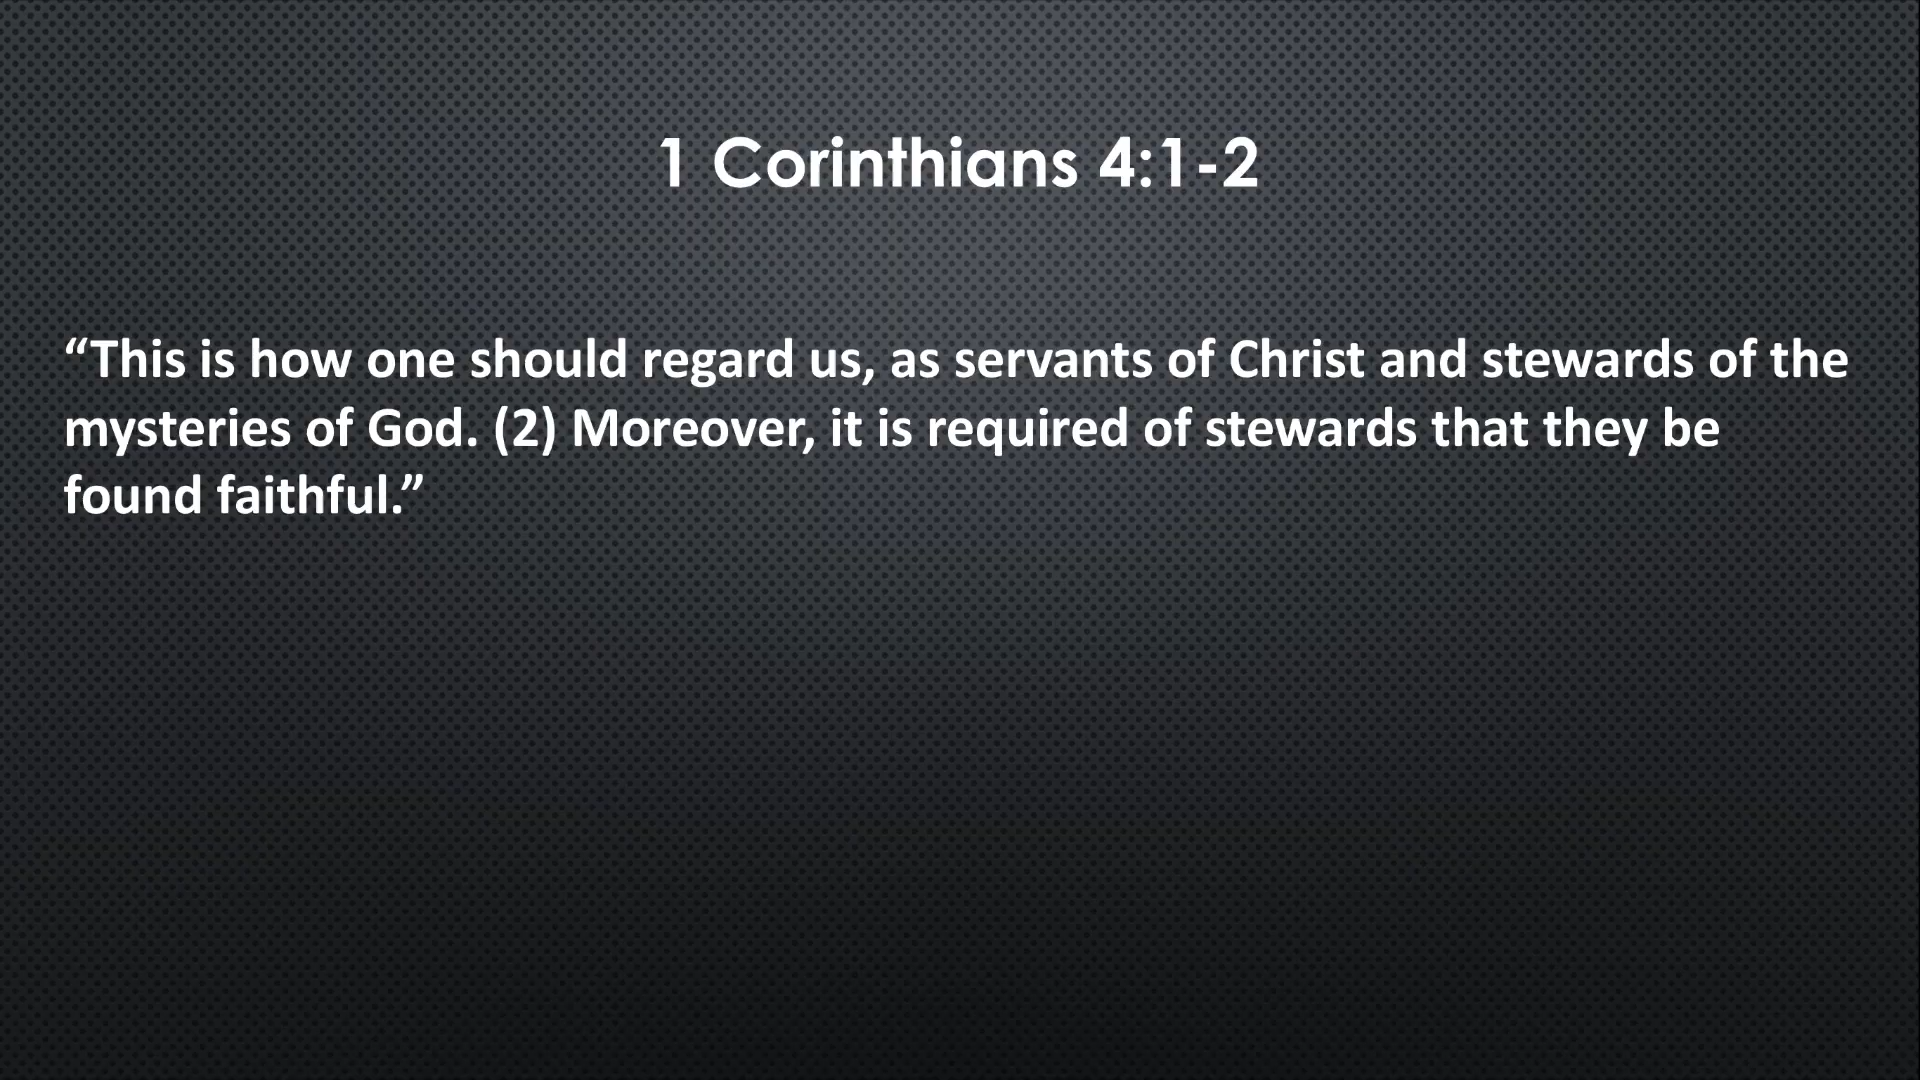 1 Corinthians 4:1-2
“This is how one should regard us, as servants of Christ and stewards of the
mysteries of God. (2) Moreover, it is required of stewards that they be
found faithful.”